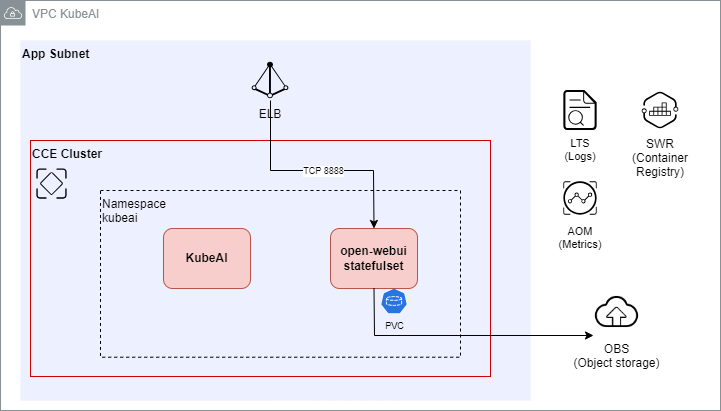 VPC KubeAI
App Subnet
ELB
CCE Cluster
TCP 8888
Namespace
kubeai
KubeAI
open-webui
statefulset
PVC
LTS
(Logs)
SWR
(Container
Registry)
AOM
(Metrics)
OBS
(Object storage)